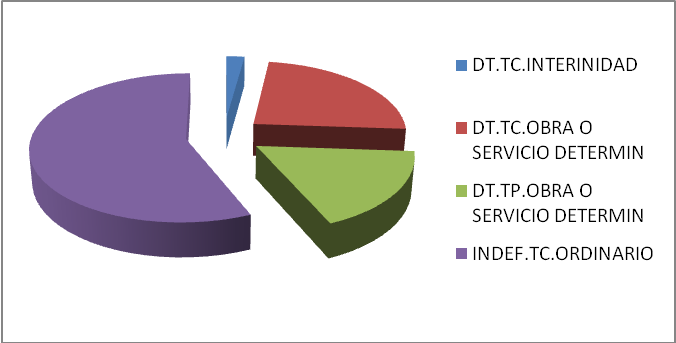 DT.TC.INTERINIDAD
DT.TC.OBRA O
SERVICIO DETERMIN
DT.TP.OBRA O
SERVICIO DETERMIN
INDEF.TC.ORDINARIO